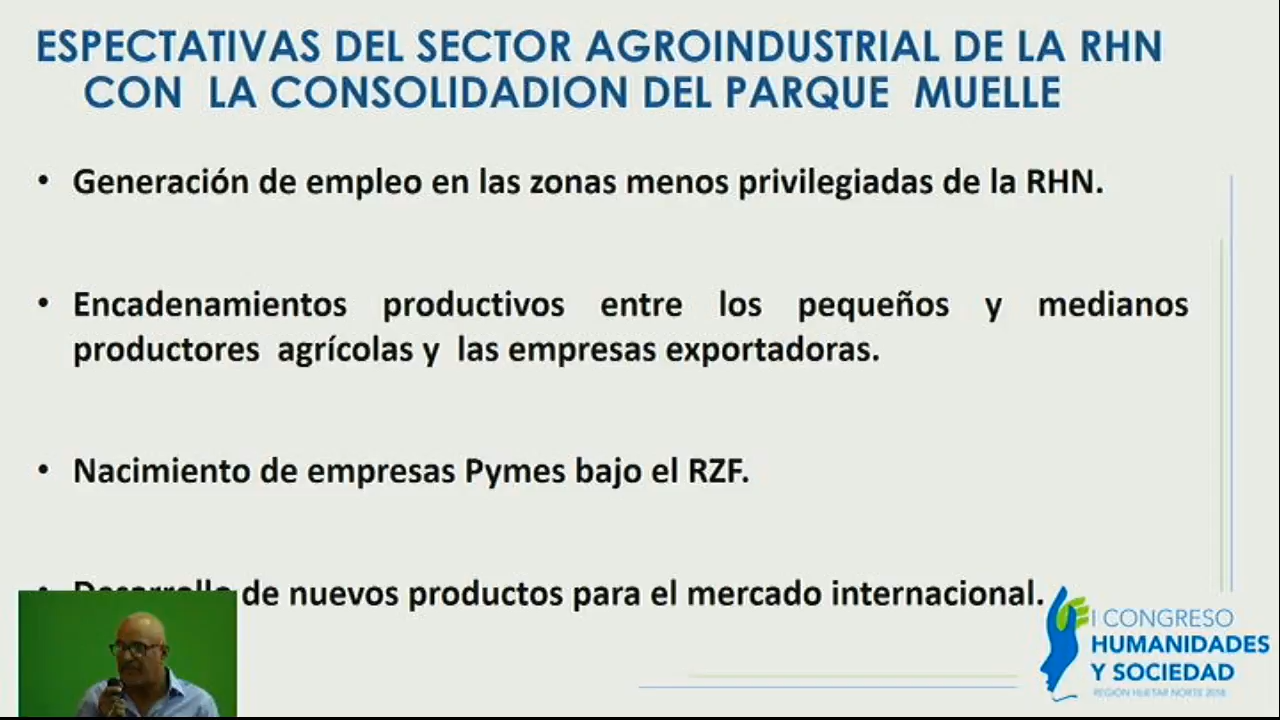 ESPECTATIVAS DEL SECTOR AGROINDUSTRIAL DE LA RHN
CON LA CONSOLIDADION DEL PARQUE MUELLE
• Generación de empleo en las zonas menos privilegiadas de la RHN.
• Encadenamientos productivos entre los pequeños y medianos
productores agrícolas y las empresas exportadoras.
• Nacimiento de empresas Pymes bajo el RZF.
• Desarrollo de nuevos productos para el mercado internacional.
I CONGRESO
HUMANIDADES
Y SOCIEDAD
REGIÓN HUETAR NORTE 2018